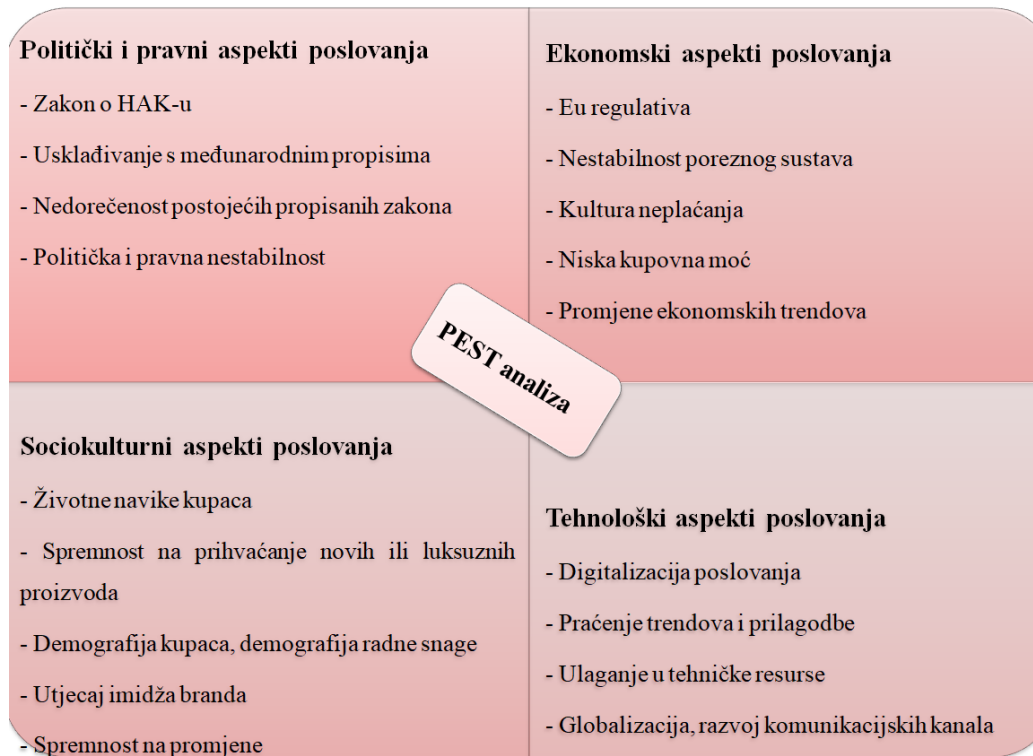 Politički i pravni aspekti poslovanja
- Zakon o HAK-u
- Usklađivanje s međunarodnim propisima
- Nedorečenost postojećih propisanih zakona
- Politička i pravna nestabilnost
Ekonomski aspekti poslovanja
- Eu regulativa
- Nestabilnost poreznog sustava
- Kultura neplaćanja
- Niska kupovna moć
- Promjene ekonomskih trendova
PEST analiza
Sociokulturni aspekti poslovanja
- Životne navike kupaca
- Spremnost na prihvaćanje novih ili luksuznih
proizvoda
- Demografija kupaca, demografija radne snage
- Utjecaj imidža branda
- Spremnost na promjene
Tehnološki aspekti poslovanja
- Digitalizacija poslovanja
- Praćenje trendova i prilagodbe
- Ulaganje u tehničke resurse
- Globalizacija, razvoj komunikacijskih kanala